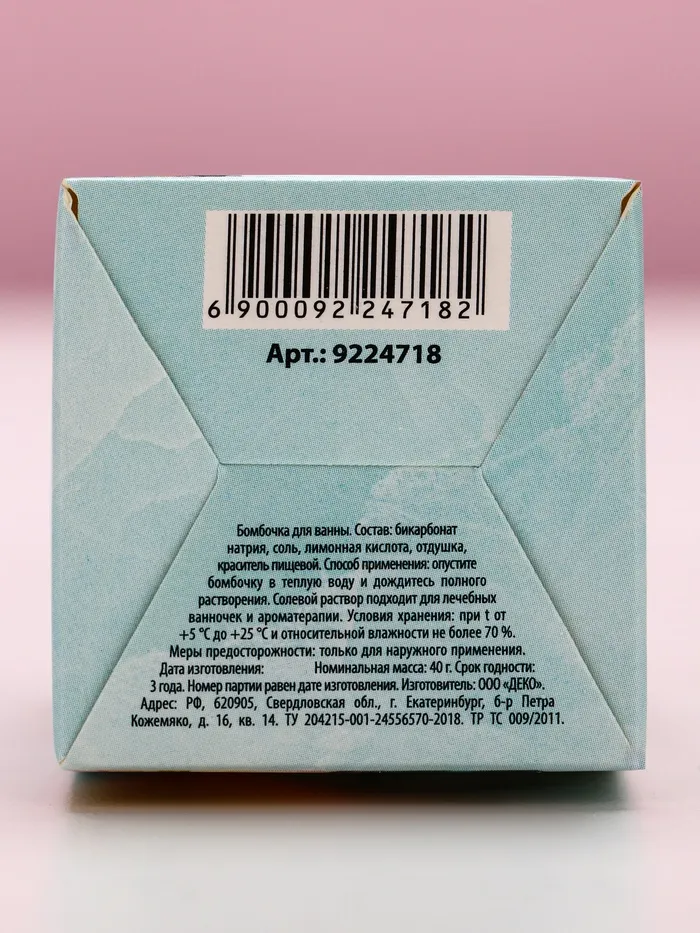 6 900092 247182
Арт.: 9224718
Бомбочка для ванны. Состав: бикарбонат
натрия, соль, лимонная кислота, отдушка,
краситель пищевой. Способ применения: опустите
бомбочку в теплую воду и дождитесь полного
растворения. Солевой раствор подходит для лечебных
ванночек и ароматерапии. Условия хранения: при t от
+5 °C до +25 °C и относительной влажности не более 70 %.
Меры предосторожности: только для наружного применения.
Дата изготовления: Номинальная масса: 40 г. Срок годности:
3 года. Номер партии равен дате изготовления. Изготовитель: ООО «ДЕКО».
Адрес: РФ, 620905, Свердловская обл., г. Екатеринбург, б-р Петра
Кожемяко, д. 16, кв. 14. ТУ 204215-001-24556570-2018. ТР ТС 009/2011.